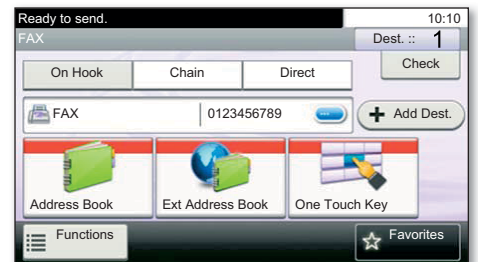 Ready to send. 10:10
FAX Dest. :: 1
On Hook Chain Direct Check
FAX 0123456789 ... + Add Dest.
Address Book Ext Address Book One Touch Key
Functions Favorites